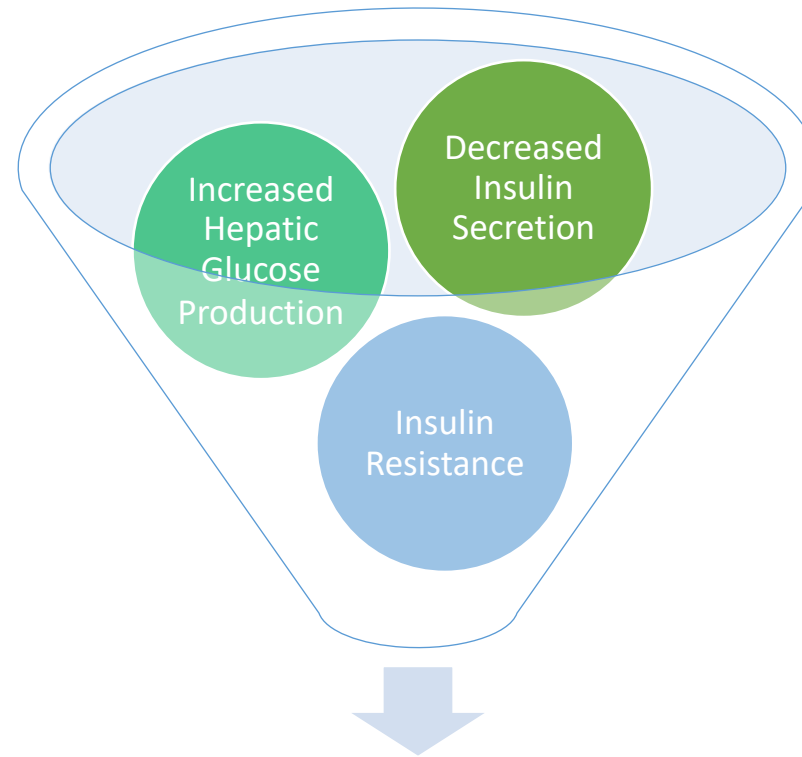 Increased
Hepatic
Glucose
Production
Decreased
Insulin
Secretion
Insulin
Resistance